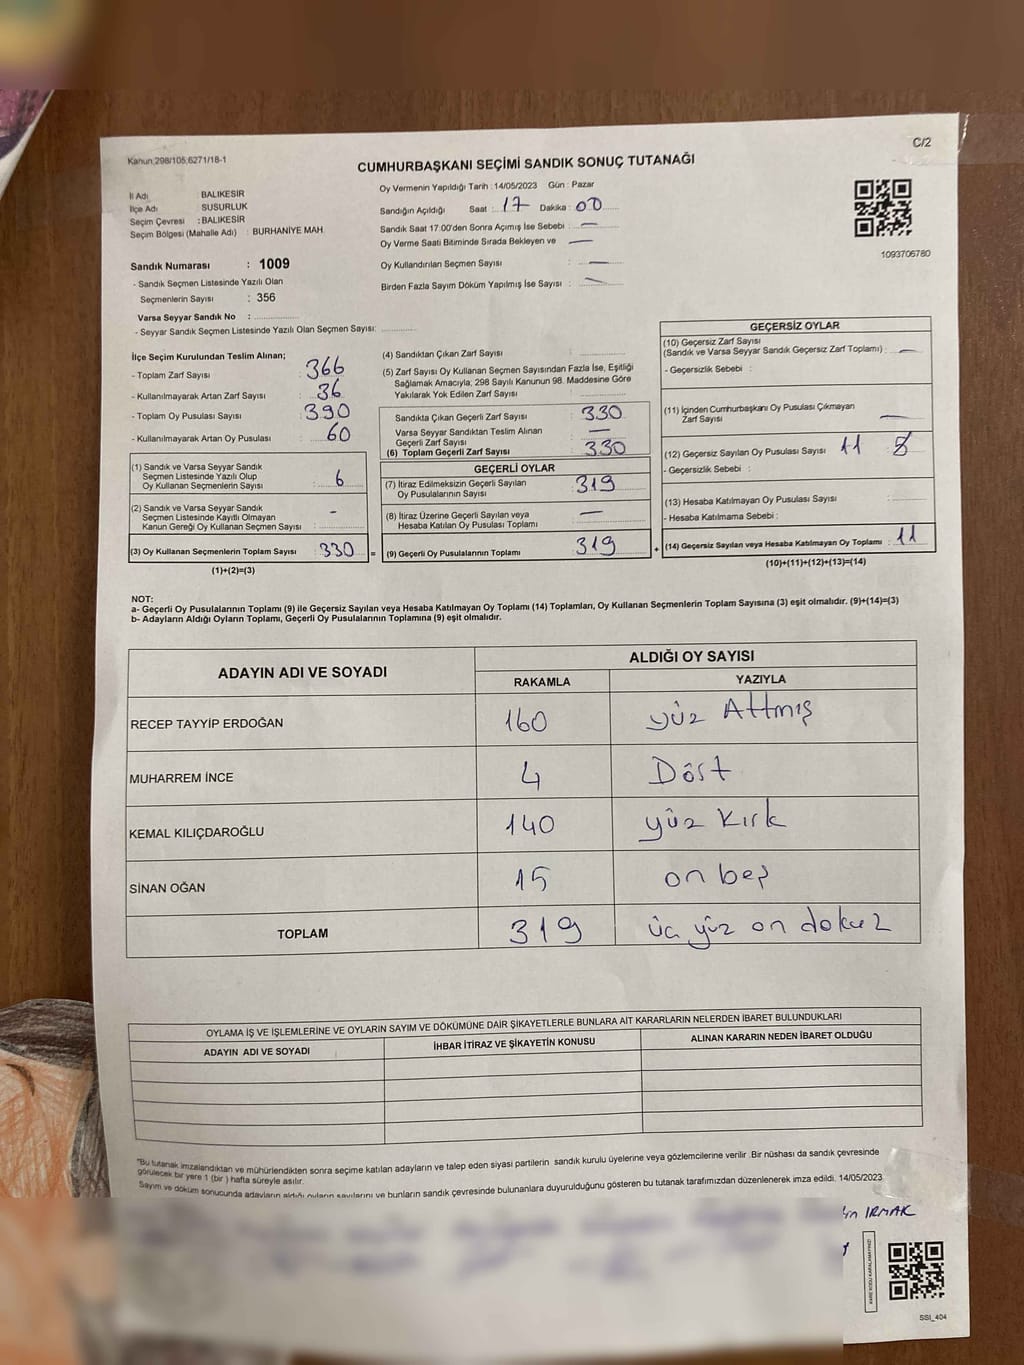 C/2
Kanun;298/105;6271/18-1
CUMHURBAŞKANI SEÇİMİ SANDIK SONUÇ TUTANAĞI
İl Adı BALIKESİR
İlçe Adı SUSURLUK
Seçim Çevresi : BALIKESİR
Seçim Bölgesi (Mahalle Adı) : BURHANİYE MAH.
Sandık Numarası : 1009
- Sandık Seçmen Listesinde Yazılı Olan
Seçmenlerin Sayısı : 356
Varsa Seyyar Sandık No :
- Seyyar Sandık Seçmen Listesinde Yazılı Olan Seçmen Sayısı:
Oy Vermenin Yapıldığı Tarih : 14/05/2023 Gün : Pazar
Sandığın Açıldığı Saat : 17 Dakika : 00
Sandık Saat 17.00'den Sonra Açımış İse Sebebi : —
Oy Verme Saati Bitiminde Sırada Bekleyen ve —
Oy Kullandırılan Seçmen Sayısı : —
Birden Fazla Sayım Döküm Yapılmış İse Sayısı : —
1093706780
İlçe Seçim Kurulundan Teslim Alınan;
- Toplam Zarf Sayısı : 366
- Kullanılmayarak Artan Zarf Sayısı : 36
- Toplam Oy Pusulası Sayısı : 390
- Kullanılmayarak Artan Oy Pusulası : 60
(1) Sandık ve Varsa Seyyar Sandık
Seçmen Listesinde Yazılı Olup
Oy Kullanan Seçmenlerin Sayısı : 6
(2) Sandık ve Varsa Seyyar Sandık
Seçmen Listesinde Kayıtlı Olmayan
Kanun Gereği Oy Kullanan Seçmen Sayısı : -
(3) Oy Kullanan Seçmenlerin Toplam Sayısı : 330 =
(1)+(2)=(3)
(4) Sandıktan Çıkan Zarf Sayısı :
(5) Zarf Sayısı Oy Kullanan Seçmen Sayısından Fazla İse, Eşitliği
Sağlamak Amacıyla; 298 Sayılı Kanunun 98. Maddesine Göre
Yakılarak Yok Edilen Zarf Sayısı :
Sandıkta Çıkan Geçerli Zarf Sayısı : 330
Varsa Seyyar Sandıktan Teslim Alınan
Geçerli Zarf Sayısı : —
(6) Toplam Geçerli Zarf Sayısı : 330
GEÇERLİ OYLAR
(7) İtiraz Edilmeksizin Geçerli Sayılan
Oy Pusulalarının Sayısı : 319
(8) İtiraz Üzerine Geçerli Sayılan veya
Hesaba Katılan Oy Pusulası Toplamı : —
(9) Geçerli Oy Pusulalarının Toplamı : 319 +
GEÇERSİZ OYLAR
(10) Geçersiz Zarf Sayısı
(Sandık ve Varsa Seyyar Sandık Geçersiz Zarf Toplamı) : —
- Geçersizlik Sebebi :
(11) İçinden Cumhurbaşkanı Oy Pusulası Çıkmayan
Zarf Sayısı : —
(12) Geçersiz Sayılan Oy Pusulası Sayısı : 11
- Geçersizlik Sebebi :
(13) Hesaba Katılmayan Oy Pusulası Sayısı :
- Hesaba Katılmama Sebebi :
(14) Geçersiz Sayılan veya Hesaba Katılmayan Oy Toplamı : 11
(10)+(11)+(12)+(13)=(14)
NOT:
a- Geçerli Oy Pusulalarının Toplamı (9) ile Geçersiz Sayılan veya Hesaba Katılmayan Oy Toplamı (14) Toplamları, Oy Kullanan Seçmenlerin Toplam Sayısına (3) eşit olmalıdır. (9)+(14)=(3)
b- Adayların Aldığı Oyların Toplamı, Geçerli Oy Pusulalarının Toplamına (9) eşit olmalıdır.
ADAYIN ADI VE SOYADI ALDIĞI OY SAYISI
RAKAMLA YAZIYLA
RECEP TAYYİP ERDOĞAN 160 yüz Altmış
MUHARREM İNCE 4 Dört
KEMAL KILIÇDAROĞLU 140 yüz kırk
SİNAN OĞAN 15 on beş
TOPLAM 319 üç yüz on dokuz
OYLAMA İŞ VE İŞLEMLERİNE VE OYLARIN SAYIM VE DÖKÜMÜNE DAİR ŞİKAYETLERLE BUNLARA AİT KARARLARIN NELERDEN İBARET BULUNDUKLARI
ADAYIN ADI VE SOYADI İHBAR İTİRAZ VE ŞİKAYETİN KONUSU ALINAN KARARIN NEDEN İBARET OLDUĞU
"Bu tutanak imzalandıktan ve mühürlendikten sonra seçime katılan adayların ve talep eden siyasi partilerin sandık kurulu üyelerine veya gözlemcilerine verilir .Bir nüshası da sandık çevresinde
görülecek bir yere 1 (bir ) hafta süreyle asılır.
Sayım ve döküm sonucunda adayların aldığı oyların sayılarını ve bunların sandık çevresinde bulunanlara duyurulduğunu gösteren bu tutanak tarafımızdan düzenlenerek imza edildi. 14/05/2023
IRMAK
KARE KODU KARALAMAYINIZ!
SSI_404